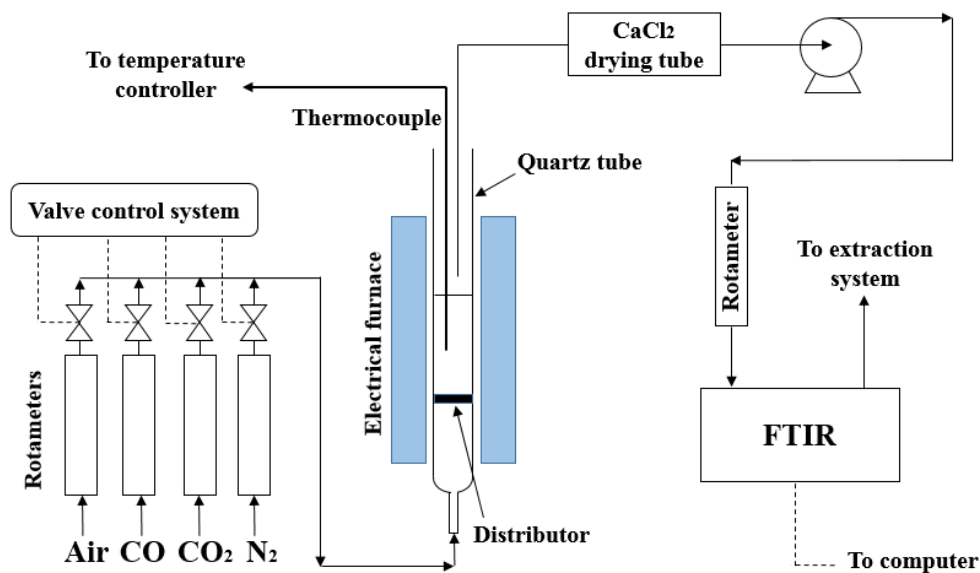 CaCl₂
drying tube
To temperature
controller
Thermocouple
Quartz tube
Valve control system
Rotameter
To extraction
system
Electrical furnace
Rotameters
FTIR
Air CO CO₂ N₂
Distributor
To computer